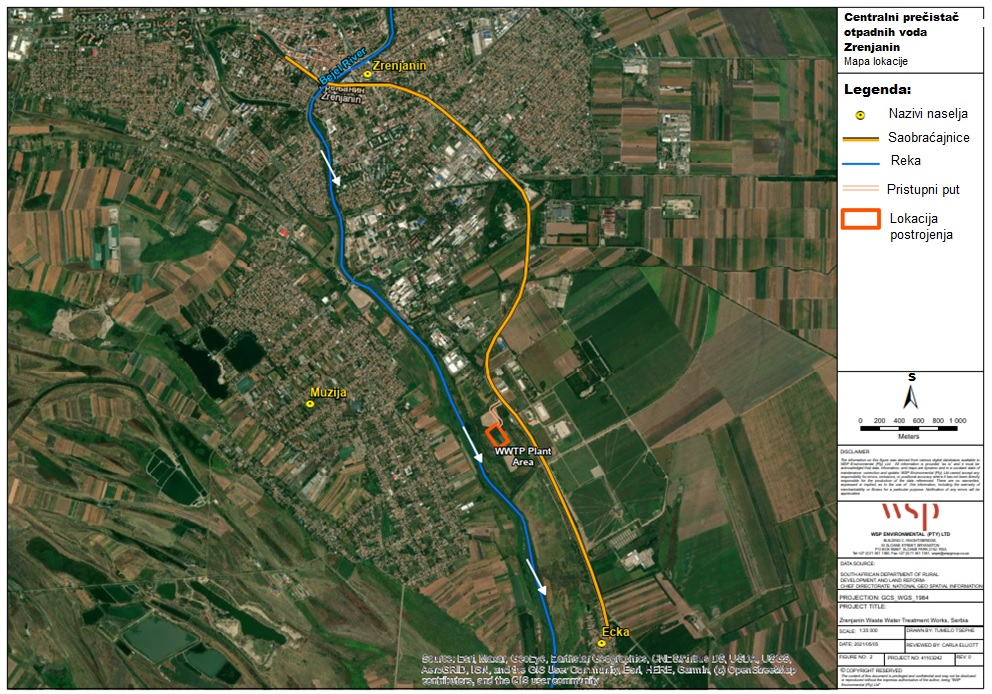 Bejej River
Zrenjanin
Zrenjanin
Muzija
WWTP Plant
Area
Ecka
Source: Esri, Maxar, GeoEye, Earthstar Geographics, CNES/Airbus DS, USDA, USGS,
AeroGRID, IGN, and the GIS User Community, Esri, HERE, Garmin, (c) OpenStreetMap
contributors, and the GIS user community
Centralni prečistač
otpadnih voda
Zrenjanin
Mapa lokacije
Legenda:
Nazivi naselja
Saobraćajnice
Reka
Pristupni put
Lokacija
postrojenja
S
0 200 400 600 800 1 000
Meters
DISCLAIMER
wsp
WSP ENVIRONMENTAL (PTY) LTD
DATA SOURCE:
SOUTH AFRICAN DEPARTMENT OF RURAL
DEVELOPMENT AND LAND REFORM:
CHIEF DIRECTORATE, NATIONAL GEO SPATIAL INFORMATION
PROJECTION: GCS_WGS_1984
PROJECT TITLE:
Zrenjanin Waste Water Treatment Works, Serbia
SCALE: 1:35 000 DRAWN BY: TUMELO TSEPHE
DATE: 2021/05/05 REVIEWED BY: CARLA ELLIOTT
FIGURE NO: 2 PROJECT NO: 41103242 REV: 0
© COPYRIGHT RESERVED